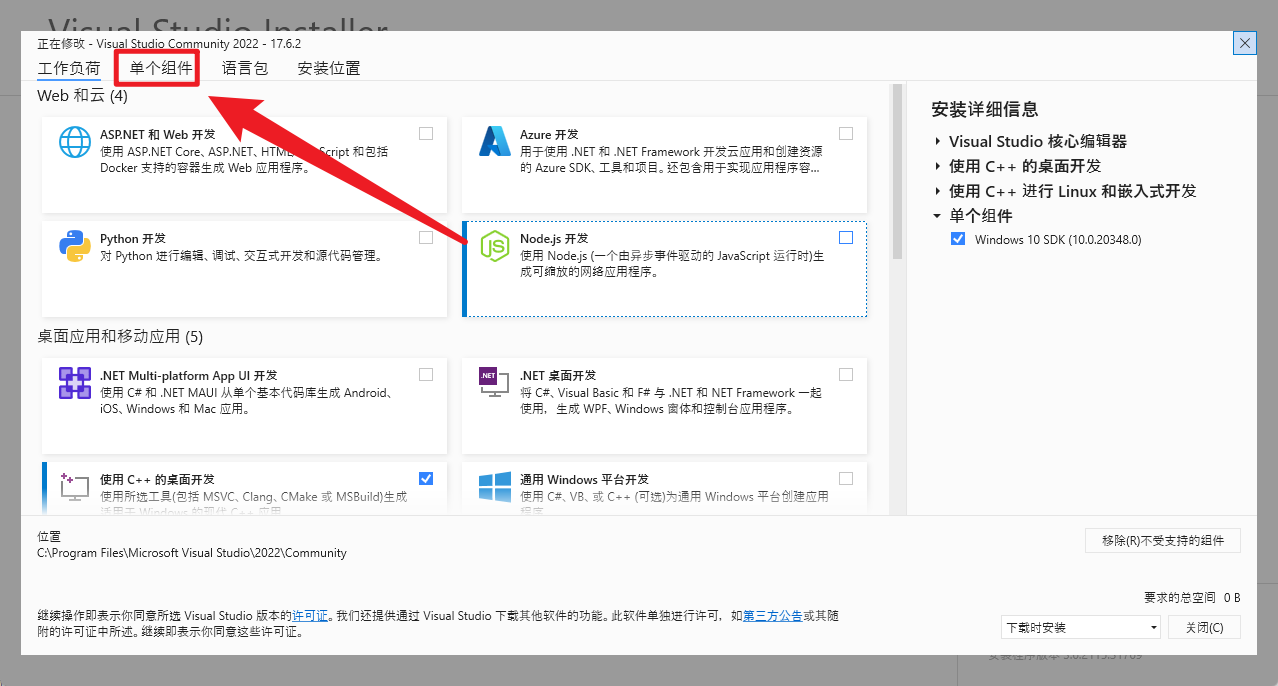 Visual Studio Installer
正在修改 - Visual Studio Community 2022 - 17.6.2
工作负荷 单个组件 语言包 安装位置
Web 和云 (4)
ASP.NET 和 Web 开发
使用 ASP.NET Core、ASP.NET、HTML/JavaScript 和包括
Docker 支持的容器生成 Web 应用程序。
Azure 开发
用于使用 .NET 和 .NET Framework 开发云应用和创建资源
的 Azure SDK、工具和项目。还包含用于实现应用程序容...
Python 开发
对 Python 进行编辑、调试、交互式开发和源代码管理。
Node.js 开发
使用 Node.js (一个由异步事件驱动的 JavaScript 运行时)生
成可缩放的网络应用程序。
桌面应用和移动应用 (5)
.NET Multi-platform App UI 开发
使用 C# 和 .NET MAUI 从单个基本代码库生成 Android、
iOS、Windows 和 Mac 应用。
.NET
.NET 桌面开发
将 C#、Visual Basic 和 F# 与 .NET 和 .NET Framework 一起
使用，生成 WPF、Windows 窗体和控制台应用程序。
使用 C++ 的桌面开发
使用所选工具(包括 MSVC、Clang、CMake 或 MSBuild)生成
适用于 Windows 的现代 C++ 应用
通用 Windows 平台开发
使用 C#、VB、或 C++ (可选)为通用 Windows 平台创建应用
程序。
安装详细信息
Visual Studio 核心编辑器
使用 C++ 的桌面开发
使用 C++ 进行 Linux 和嵌入式开发
单个组件
Windows 10 SDK (10.0.20348.0)
位置
C:\Program Files\Microsoft Visual Studio\2022\Community
移除(R)不受支持的组件
要求的总空间 0 B
继续操作即表示你同意所选 Visual Studio 版本的许可证。我们还提供通过 Visual Studio 下载其他软件的功能。此软件单独进行许可，如第三方公告或其随
附的许可证中所述。继续即表示你同意这些许可证。
下载时安装
关闭(C)